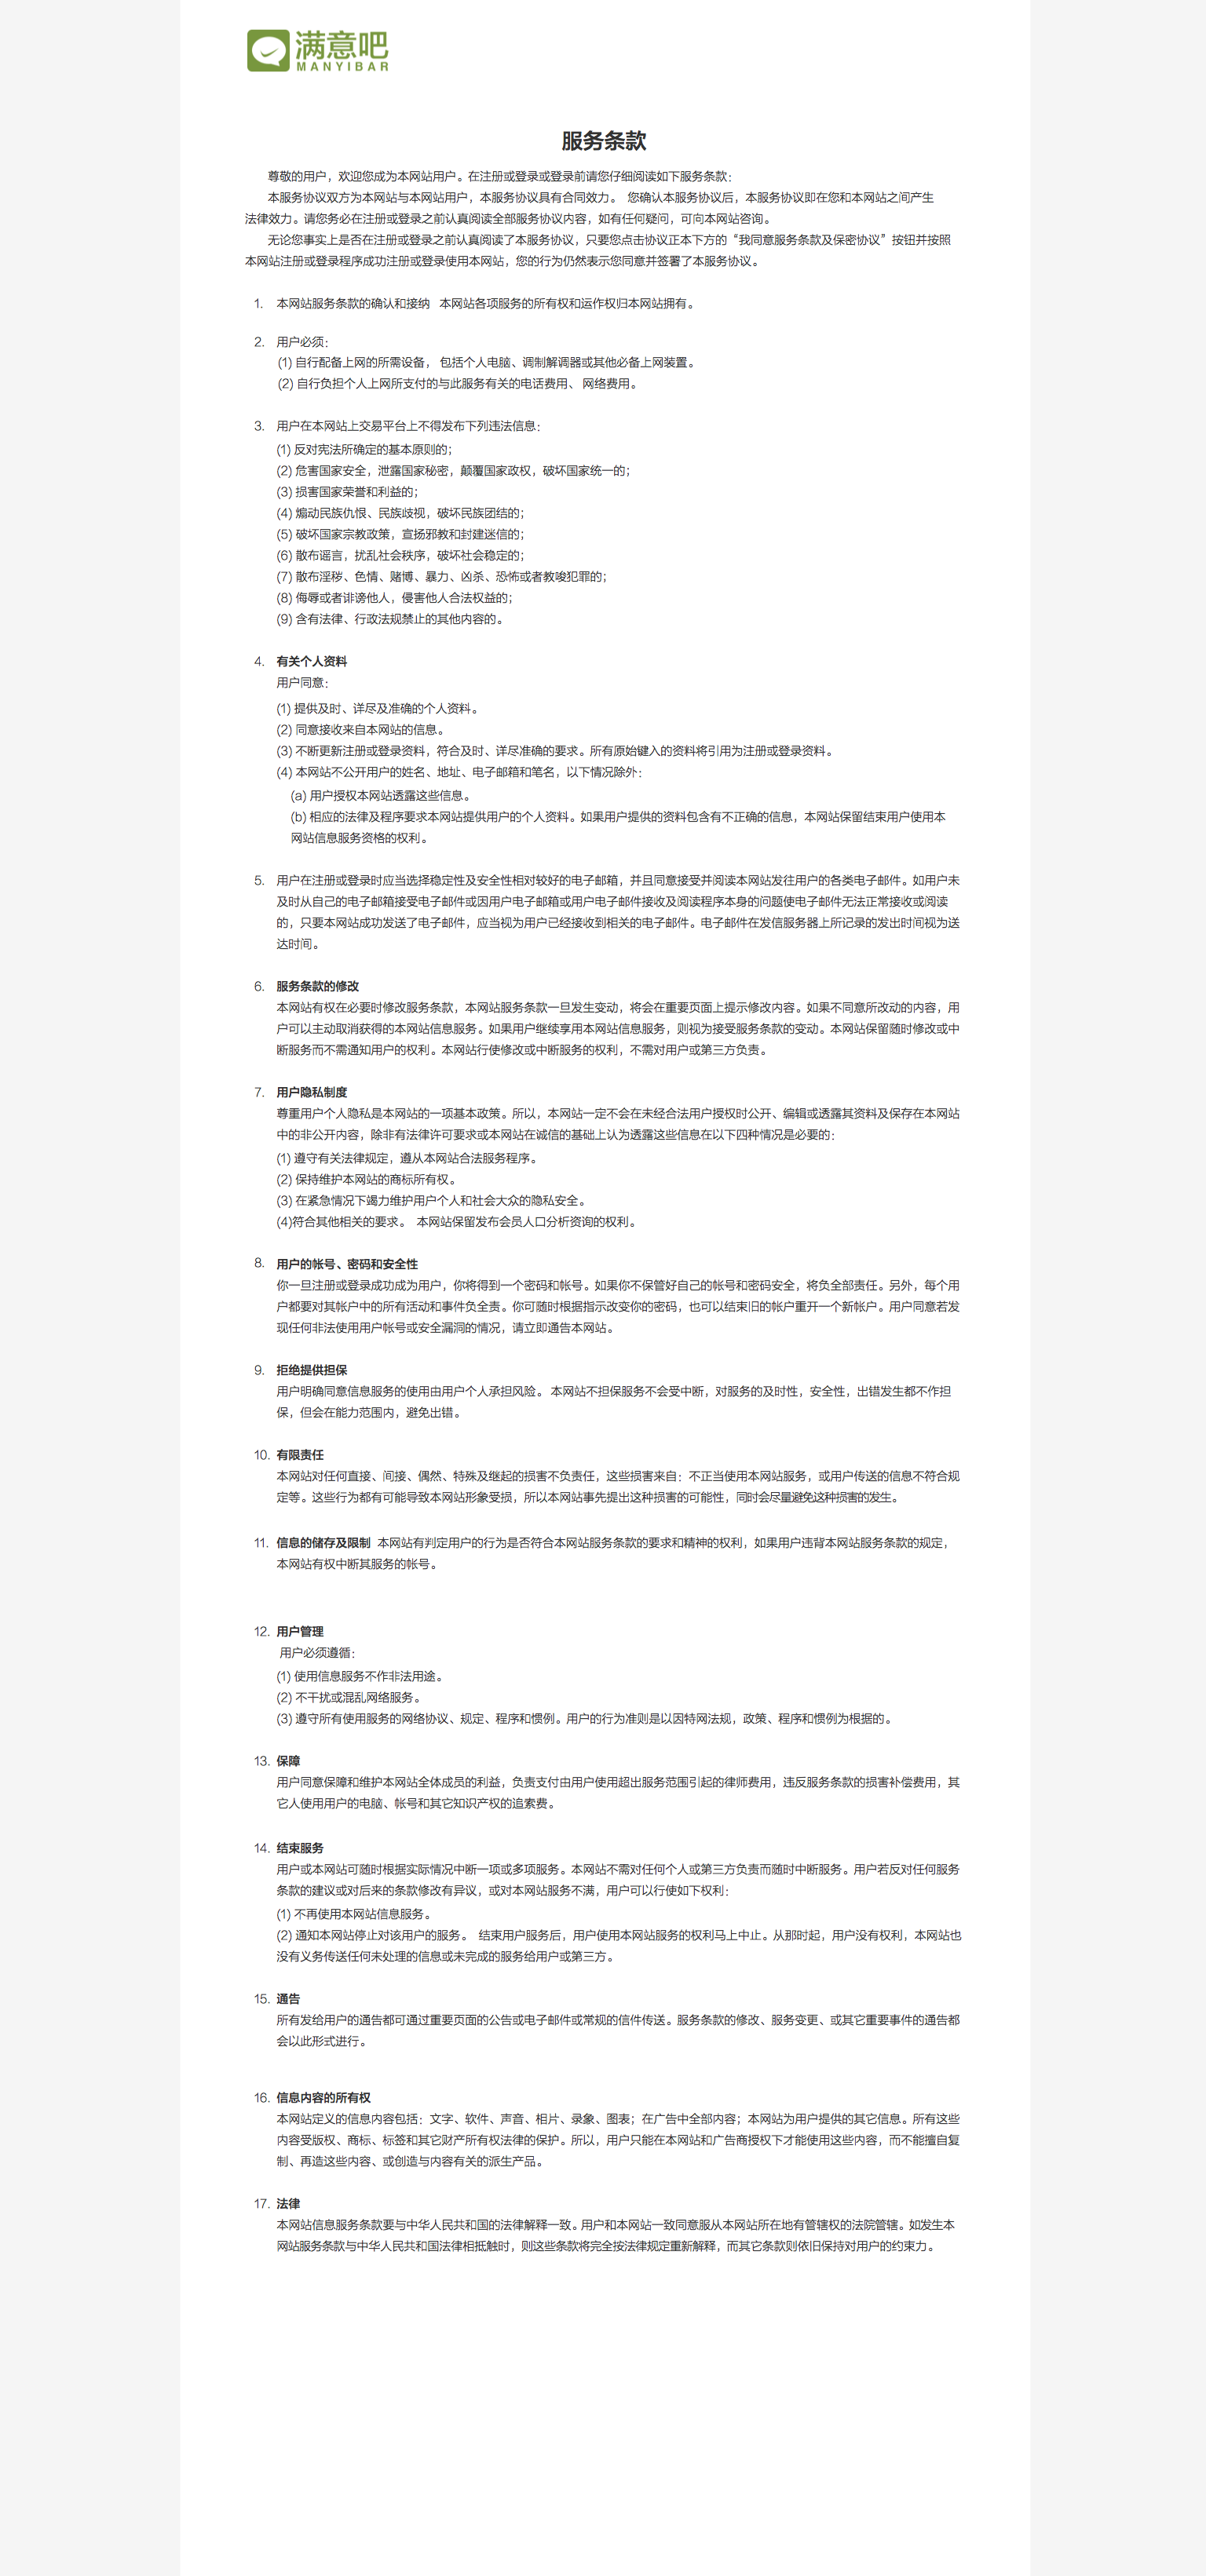 满意吧
MANYIBAR
服务条款
尊敬的用户，欢迎您成为本网站用户。在注册或登录或登录前请您仔细阅读如下服务条款：
本服务协议双方为本网站与本网站用户，本服务协议具有合同效力。 您确认本服务协议后，本服务协议即在您和本网站之间产生
法律效力。请您务必在注册或登录之前认真阅读全部服务协议内容，如有任何疑问，可向本网站咨询。
无论您事实上是否在注册或登录之前认真阅读了本服务协议，只要您点击协议正本下方的“我同意服务条款及保密协议”按钮并按照
本网站注册或登录程序成功注册或登录使用本网站，您的行为仍然表示您同意并签署了本服务协议。
1. 本网站服务条款的确认和接纳 本网站各项服务的所有权和运作权归本网站拥有。
2. 用户必须：
(1) 自行配备上网的所需设备， 包括个人电脑、调制解调器或其他必备上网装置。
(2) 自行负担个人上网所支付的与此服务有关的电话费用、 网络费用。
3. 用户在本网站上交易平台上不得发布下列违法信息：
(1) 反对宪法所确定的基本原则的；
(2) 危害国家安全，泄露国家秘密，颠覆国家政权，破坏国家统一的；
(3) 损害国家荣誉和利益的；
(4) 煽动民族仇恨、民族歧视，破坏民族团结的；
(5) 破坏国家宗教政策，宣扬邪教和封建迷信的；
(6) 散布谣言，扰乱社会秩序，破坏社会稳定的；
(7) 散布淫秽、色情、赌博、暴力、凶杀、恐怖或者教唆犯罪的；
(8) 侮辱或者诽谤他人，侵害他人合法权益的；
(9) 含有法律、行政法规禁止的其他内容的。
4. 有关个人资料
用户同意：
(1) 提供及时、详尽及准确的个人资料。
(2) 同意接收来自本网站的信息。
(3) 不断更新注册或登录资料，符合及时、详尽准确的要求。所有原始键入的资料将引用为注册或登录资料。
(4) 本网站不公开用户的姓名、地址、电子邮箱和笔名，以下情况除外：
(a) 用户授权本网站透露这些信息。
(b) 相应的法律及程序要求本网站提供用户的个人资料。如果用户提供的资料包含有不正确的信息，本网站保留结束用户使用本
网站信息服务资格的权利。
5. 用户在注册或登录时应当选择稳定性及安全性相对较好的电子邮箱，并且同意接受并阅读本网站发往用户的各类电子邮件。如用户未
及时从自己的电子邮箱接受电子邮件或因用户电子邮箱或用户电子邮件接收及阅读程序本身的问题使电子邮件无法正常接收或阅读
的，只要本网站成功发送了电子邮件，应当视为用户已经接收到相关的电子邮件。电子邮件在发信服务器上所记录的发出时间视为送
达时间。
6. 服务条款的修改
本网站有权在必要时修改服务条款，本网站服务条款一旦发生变动，将会在重要页面上提示修改内容。如果不同意所改动的内容，用
户可以主动取消获得的本网站信息服务。如果用户继续享用本网站信息服务，则视为接受服务条款的变动。本网站保留随时修改或中
断服务而不需通知用户的权利。本网站行使修改或中断服务的权利，不需对用户或第三方负责。
7. 用户隐私制度
尊重用户个人隐私是本网站的一项基本政策。所以，本网站一定不会在未经合法用户授权时公开、编辑或透露其资料及保存在本网站
中的非公开内容，除非有法律许可要求或本网站在诚信的基础上认为透露这些信息在以下四种情况是必要的：
(1) 遵守有关法律规定，遵从本网站合法服务程序。
(2) 保持维护本网站的商标所有权。
(3) 在紧急情况下竭力维护用户个人和社会大众的隐私安全。
(4)符合其他相关的要求。 本网站保留发布会员人口分析资询的权利。
8. 用户的帐号、密码和安全性
你一旦注册或登录成功成为用户，你将得到一个密码和帐号。如果你不保管好自己的帐号和密码安全，将负全部责任。另外，每个用
户都要对其帐户中的所有活动和事件负全责。你可随时根据指示改变你的密码，也可以结束旧的帐户重开一个新帐户。用户同意若发
现任何非法使用用户帐号或安全漏洞的情况，请立即通告本网站。
9. 拒绝提供担保
用户明确同意信息服务的使用由用户个人承担风险。 本网站不担保服务不会受中断，对服务的及时性，安全性，出错发生都不作担
保，但会在能力范围内，避免出错。
10. 有限责任
本网站对任何直接、间接、偶然、特殊及继起的损害不负责任，这些损害来自：不正当使用本网站服务，或用户传送的信息不符合规
定等。这些行为都有可能导致本网站形象受损，所以本网站事先提出这种损害的可能性，同时会尽量避免这种损害的发生。
11. 信息的储存及限制 本网站有判定用户的行为是否符合本网站服务条款的要求和精神的权利，如果用户违背本网站服务条款的规定，
本网站有权中断其服务的帐号。
12. 用户管理
用户必须遵循：
(1) 使用信息服务不作非法用途。
(2) 不干扰或混乱网络服务。
(3) 遵守所有使用服务的网络协议、规定、程序和惯例。用户的行为准则是以因特网法规，政策、程序和惯例为根据的。
13. 保障
用户同意保障和维护本网站全体成员的利益，负责支付由用户使用超出服务范围引起的律师费用，违反服务条款的损害补偿费用，其
它人使用用户的电脑、帐号和其它知识产权的追索费。
14. 结束服务
用户或本网站可随时根据实际情况中断一项或多项服务。本网站不需对任何个人或第三方负责而随时中断服务。用户若反对任何服务
条款的建议或对后来的条款修改有异议，或对本网站服务不满，用户可以行使如下权利：
(1) 不再使用本网站信息服务。
(2) 通知本网站停止对该用户的服务。 结束用户服务后，用户使用本网站服务的权利马上中止。从那时起，用户没有权利，本网站也
没有义务传送任何未处理的信息或未完成的服务给用户或第三方。
15. 通告
所有发给用户的通告都可通过重要页面的公告或电子邮件或常规的信件传送。服务条款的修改、服务变更、或其它重要事件的通告都
会以此形式进行。
16. 信息内容的所有权
本网站定义的信息内容包括：文字、软件、声音、相片、录象、图表；在广告中全部内容；本网站为用户提供的其它信息。所有这些
内容受版权、商标、标签和其它财产所有权法律的保护。所以，用户只能在本网站和广告商授权下才能使用这些内容，而不能擅自复
制、再造这些内容、或创造与内容有关的派生产品。
17. 法律
本网站信息服务条款要与中华人民共和国的法律解释一致。用户和本网站一致同意服从本网站所在地有管辖权的法院管辖。如发生本
网站服务条款与中华人民共和国法律相抵触时，则这些条款将完全按法律规定重新解释，而其它条款则依旧保持对用户的约束力。